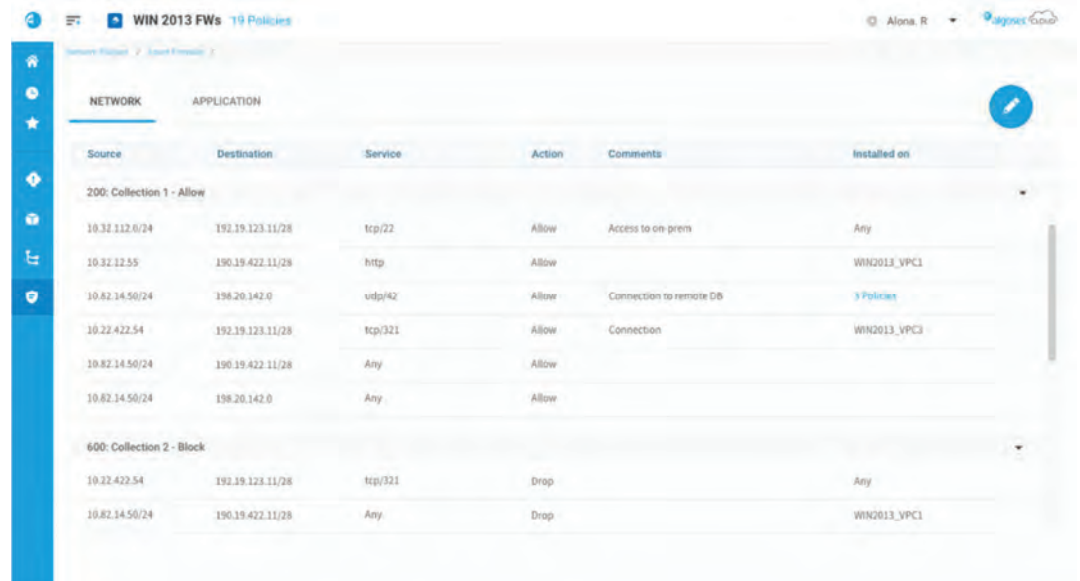 WIN 2013 FWs 19 Policies Alona. R algosec CLOUD
NETWORK APPLICATION
Source Destination Service Action Comments Installed on
200: Collection 1 - Allow
10.32.112.0/24 192.19.123.11/28 tcp/22 Allow Access to on-prem Any
10.32.12.55 190.19.422.11/28 http Allow WIN2013_VPC1
10.82.14.50/24 198.20.142.0 udp/42 Allow Connection to remote DB 3 Policies
10.22.422.54 192.19.123.11/28 tcp/321 Allow Connection WIN2013_VPC3
10.82.14.50/24 190.19.422.11/28 Any Allow
10.82.14.50/24 198.20.142.0 Any Allow
600: Collection 2 - Block
10.22.422.54 192.19.123.11/28 tcp/321 Drop Any
10.82.14.50/24 190.19.422.11/28 Any Drop WIN2013_VPC1